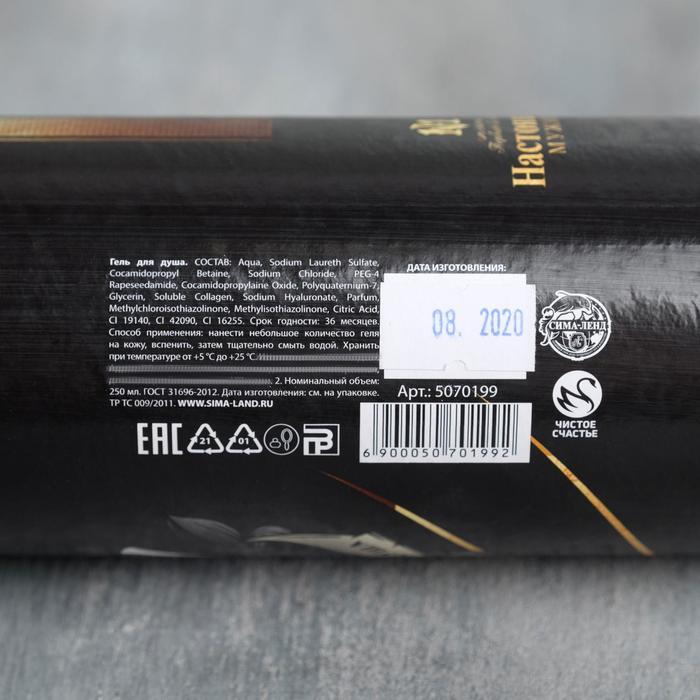 Настоя
МУЖ
Гель для душа. СОСТАВ: Aqua, Sodium Laureth Sulfate,
Cocamidopropyl Betaine, Sodium Chloride, PEG-4
Rapeseedamide, Cocamidopropylaine Oxide, Polyquaternium-7,
Glycerin, Soluble Collagen, Sodium Hyaluronate, Parfum,
Methylchloroisothiazolinone, Methylisothiazolinone, Citric Acid,
CI 19140, CI 42090, CI 16255. Срок годности: 36 месяцев.
Способ применения: нанести небольшое количество геля
на кожу, вспенить, затем тщательно смыть водой. Хранить
при температуре от +5 °С до +25 °С.
. 2. Номинальный объем:
250 мл. ГОСТ 31696-2012. Дата изготовления: см. на упаковке.
ТР ТС 009/2011. WWW.SIMA-LAND.RU
ДАТА ИЗГОТОВЛЕНИЯ:
08. 2020
Арт.: 5070199
6 900050 701992
СИМА-ЛЕНД
ЧИСТОЕ
СЧАСТЬЕ
EAC
21
01